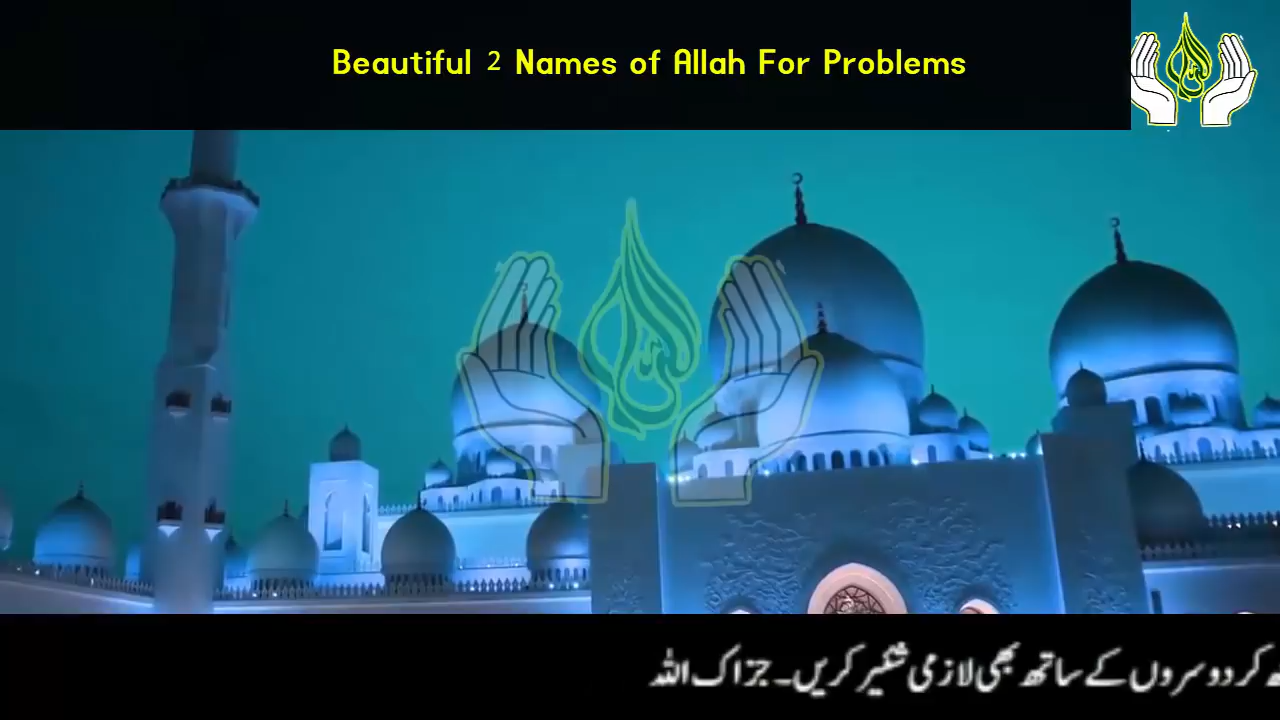 Beautiful 2 Names of Allah For Problems
کر دوسروں کے ساتھ بھی لازمی شئیر کریں۔ جزاک اللہ